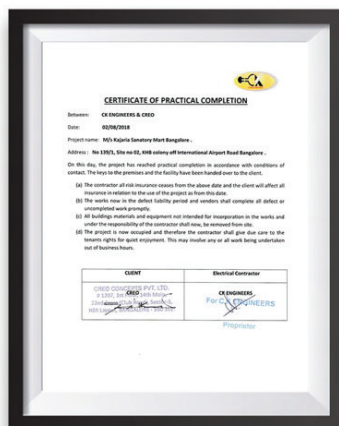 CERTIFICATE OF PRACTICAL COMPLETION
Between: CK ENGINEERS & CREO
Date: 02/08/2018
Project name: M/s Kajaria Sanatory Mart Bangalore .
Address : No 139/1, Site no 02, KHB colony off International Airport Road Bangalore .
On this day, the project has reached practical completion in accordance with conditions of
contact. The keys to the premises and the facility have been handed over to the client.
(a) The contractor all risk insurance ceases from the above date and the client will affect all
insurance in relation to the use of the project as from this date.
(b) The works now in the defect liability period and vendors shall complete all defect or
uncompleted work promptly.
(c) All buildings materials and equipment not intended for incorporation in the works and
under the responsibility of the contractor shall now, be removed from site.
(d) The project is now occupied and therefore the contractor shall give due care to the
tenants rights for quiet enjoyment. This may involve any or all work being undertaken
out of business hours.
CLIENT Electrical Contractor
CREO CONCEPTS PVT. LTD.
CREO
# 1207,
CK ENGINEERS
For CK ENGINEERS
Proprietor